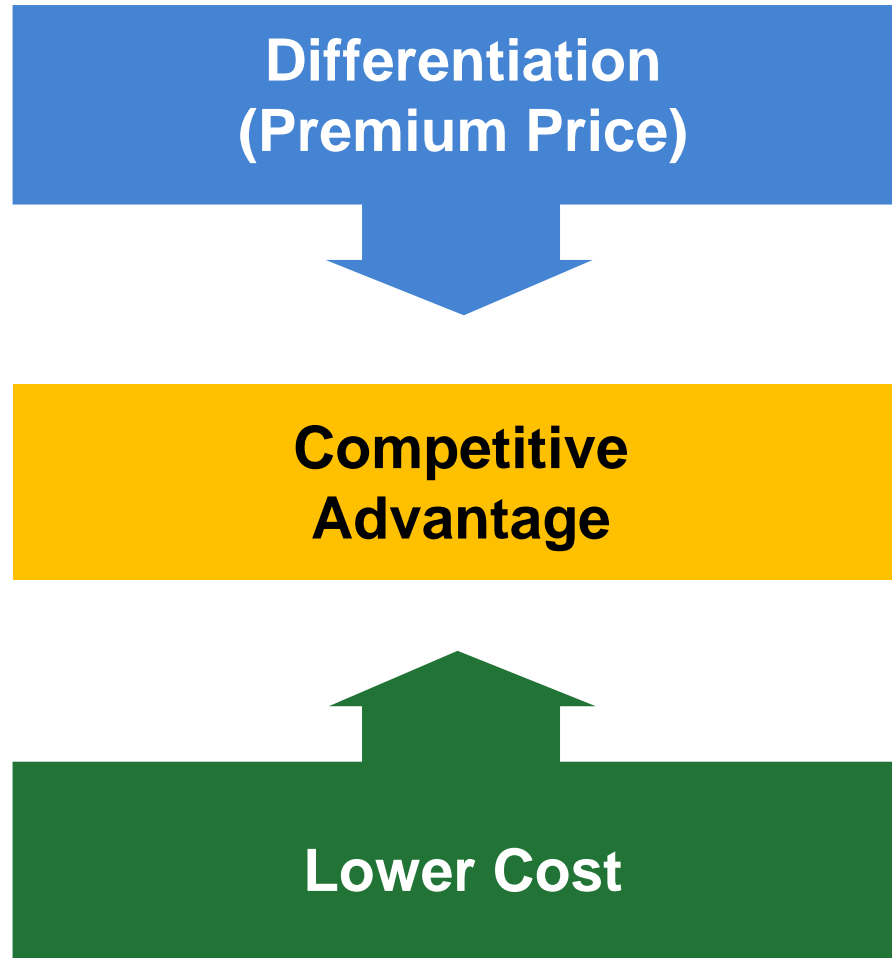 Differentiation
(Premium Price)
Competitive
Advantage
Lower Cost